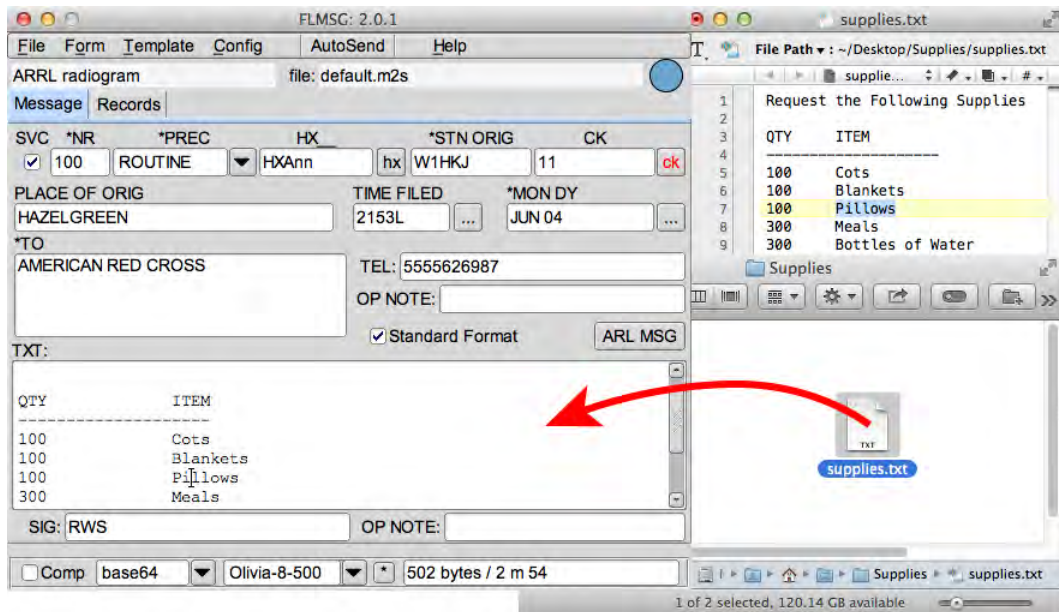 FLMSG: 2.0.1
File Form Template Config AutoSend Help
ARRL radiogram file: default.m2s
Message Records
SVC *NR *PREC HX__ *STN ORIG CK
100 ROUTINE HXAnn hx W1HKJ 11 ck
PLACE OF ORIG TIME FILED *MON DY
HAZELGREEN 2153L ... JUN 04 ...
*TO
AMERICAN RED CROSS
TEL: 5555626987
OP NOTE:
Standard Format ARL MSG
TXT:
QTY ITEM
--------------------
100 Cots
100 Blankets
100 Pillows
300 Meals
SIG: RWS OP NOTE:
Comp base64 Olivia-8-500 * 502 bytes / 2 m 54
supplies.txt
T. File Path ▾ : ~/Desktop/Supplies/supplies.txt
supplie... #
1 Request the Following Supplies
2
3 QTY ITEM
4 --------------------
5 100 Cots
6 100 Blankets
7 100 Pillows
8 300 Meals
9 300 Bottles of Water
Supplies
TXT
supplies.txt
Supplies supplies.txt
1 of 2 selected, 120.14 GB available